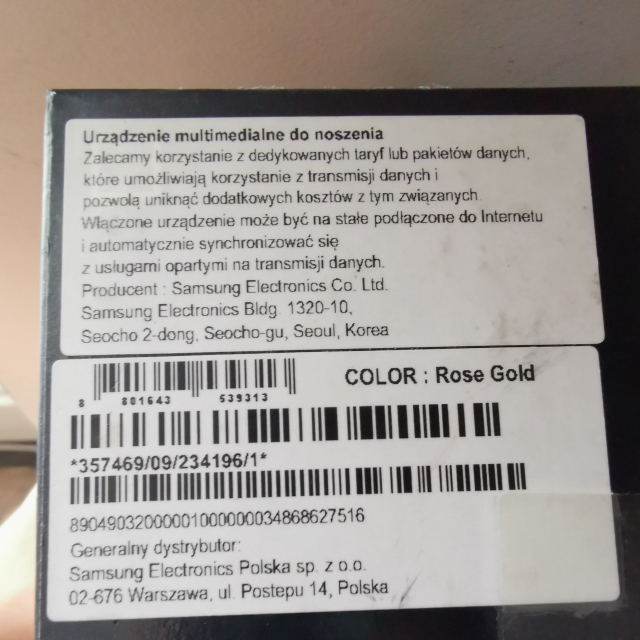 Urządzenie multimedialne do noszenia
Zalecamy korzystanie z dedykowanych taryf lub pakietów danych,
które umożliwiają korzystanie z transmisji danych i
pozwolą uniknąć dodatkowych kosztów z tym związanych.
Włączone urządzenie może być na stałe podłączone do Internetu
i automatycznie synchronizować się
z usługami opartymi na transmisji danych.
Producent : Samsung Electronics Co. Ltd.
Samsung Electronics Bldg. 1320-10,
Seocho 2-dong, Seocho-gu, Seoul, Korea
COLOR : Rose Gold
8 801643 539313
*357469/09/234196/1*
89049032000001000000034868627516
Generalny dystrybutor:
Samsung Electronics Polska sp. z o.o.
02-676 Warszawa, ul. Postępu 14, Polska